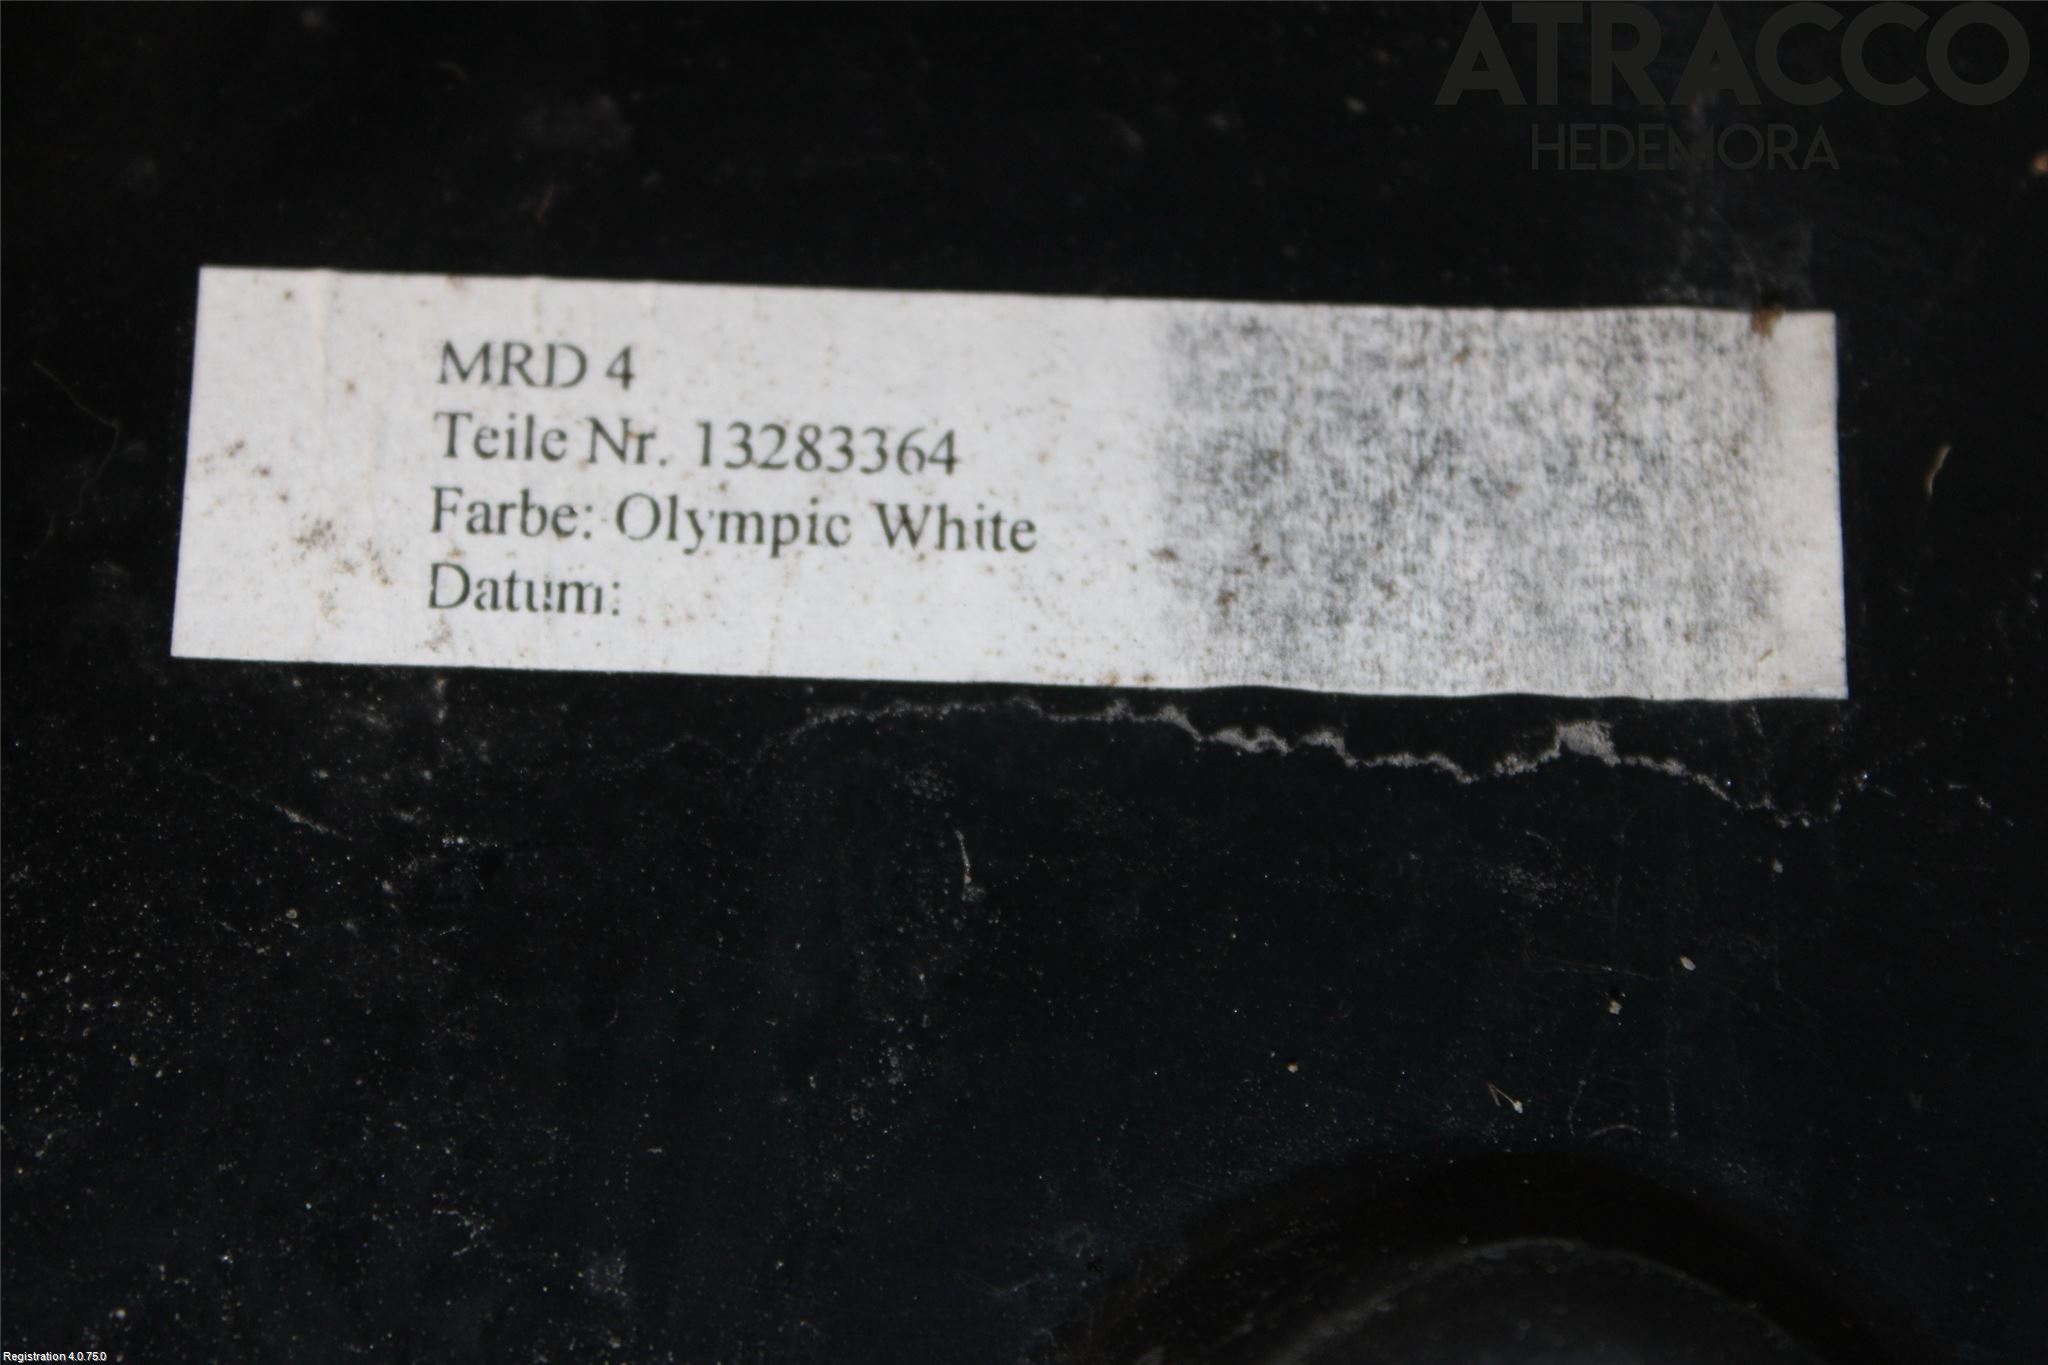 ATRACCO
HEDEMORA
MRD 4
Teile Nr. 13283364
Farbe: Olympic White
Datum:
Registration 4.0.75.0